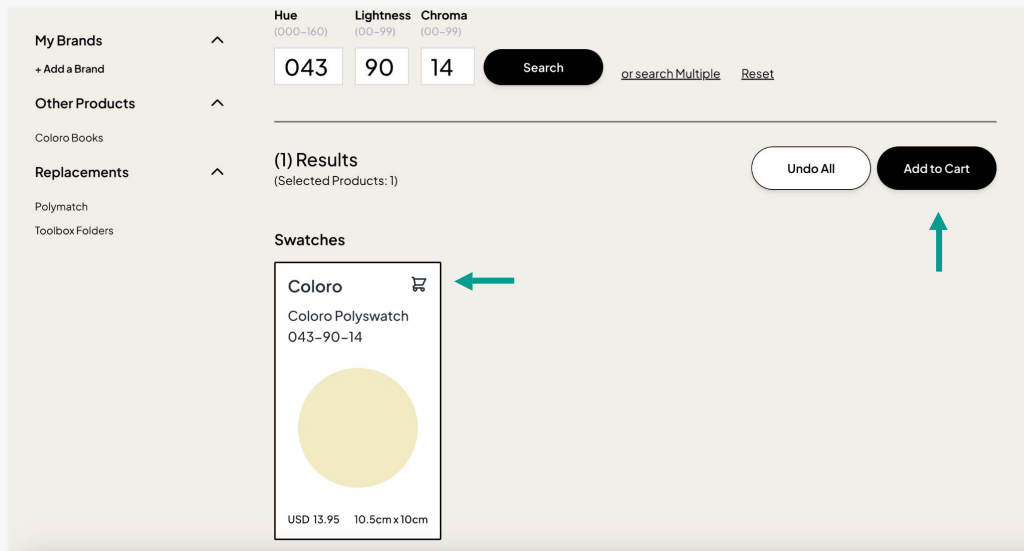 My Brands
+ Add a Brand
Other Products
Coloro Books
Replacements
Polymatch
Toolbox Folders
Hue Lightness Chroma
(000–160) (00–99) (00–99)
043 90 14 Search or search Multiple Reset
(1) Results
(Selected Products: 1)
Undo All Add to Cart
Swatches
Coloro
Coloro Polyswatch
043–90–14
USD 13.95 10.5cm x 10cm